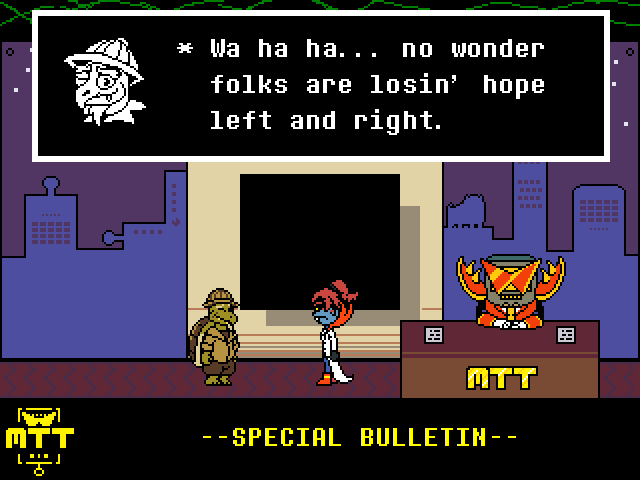 * Wa ha ha... no wonder
folks are losin' hope
left and right.
MTT
MTT
--SPECIAL BULLETIN--